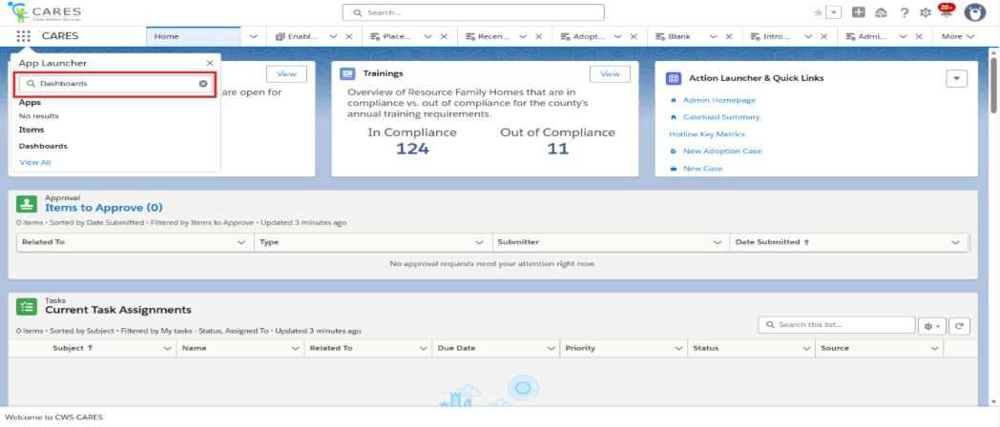 CARES
Child Welfare Services
Search...
20+
CARES
Home
Enabl...
Place...
Recen...
Adopt...
Blank
Intro...
Admi...
More
App Launcher
Dashboards
Apps
No results
Items
Dashboards
View All
View
are open for
Trainings
View
Overview of Resource Family Homes that are in
compliance vs. out of compliance for the county's
annual training requirements.
In Compliance
124
Out of Compliance
11
Action Launcher & Quick Links
Admin Homepage
Caseload Summary
Hotline Key Metrics
New Adoption Case
New Case
Approval
Items to Approve (0)
0 items • Sorted by Date Submitted • Filtered by Items to Approve • Updated 3 minutes ago
Related To
Type
Submitter
Date Submitted ↑
No approval requests need your attention right now.
Tasks
Current Task Assignments
0 items • Sorted by Subject • Filtered by My tasks - Status, Assigned To • Updated 3 minutes ago
Search this list...
Subject ↑
Name
Related To
Due Date
Priority
Status
Source
Welcome to CWS-CARES